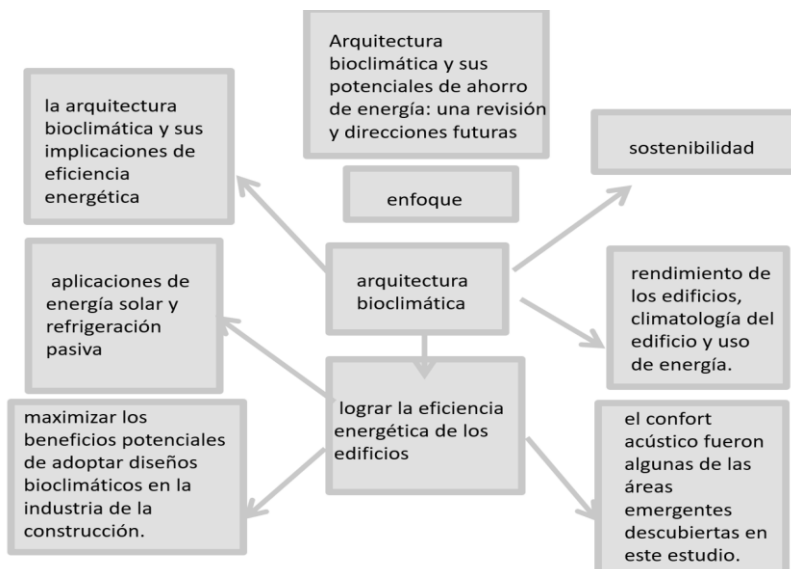 Arquitectura
bioclimática y sus
potenciales de ahorro
de energía: una revisión
y direcciones futuras
la arquitectura
bioclimática y sus
implicaciones de
eficiencia
energética
sostenibilidad
enfoque
arquitectura
bioclimática
aplicaciones de
energía solar y
refrigeración
pasiva
rendimiento de
los edificios,
climatología del
edificio y uso
de energía.
lograr la eficiencia
energética de los
edificios
maximizar los
beneficios potenciales
de adoptar diseños
bioclimáticos en la
industria de la
construcción.
el confort
acústico fueron
algunas de las
áreas
emergentes
descubiertas en
este estudio.